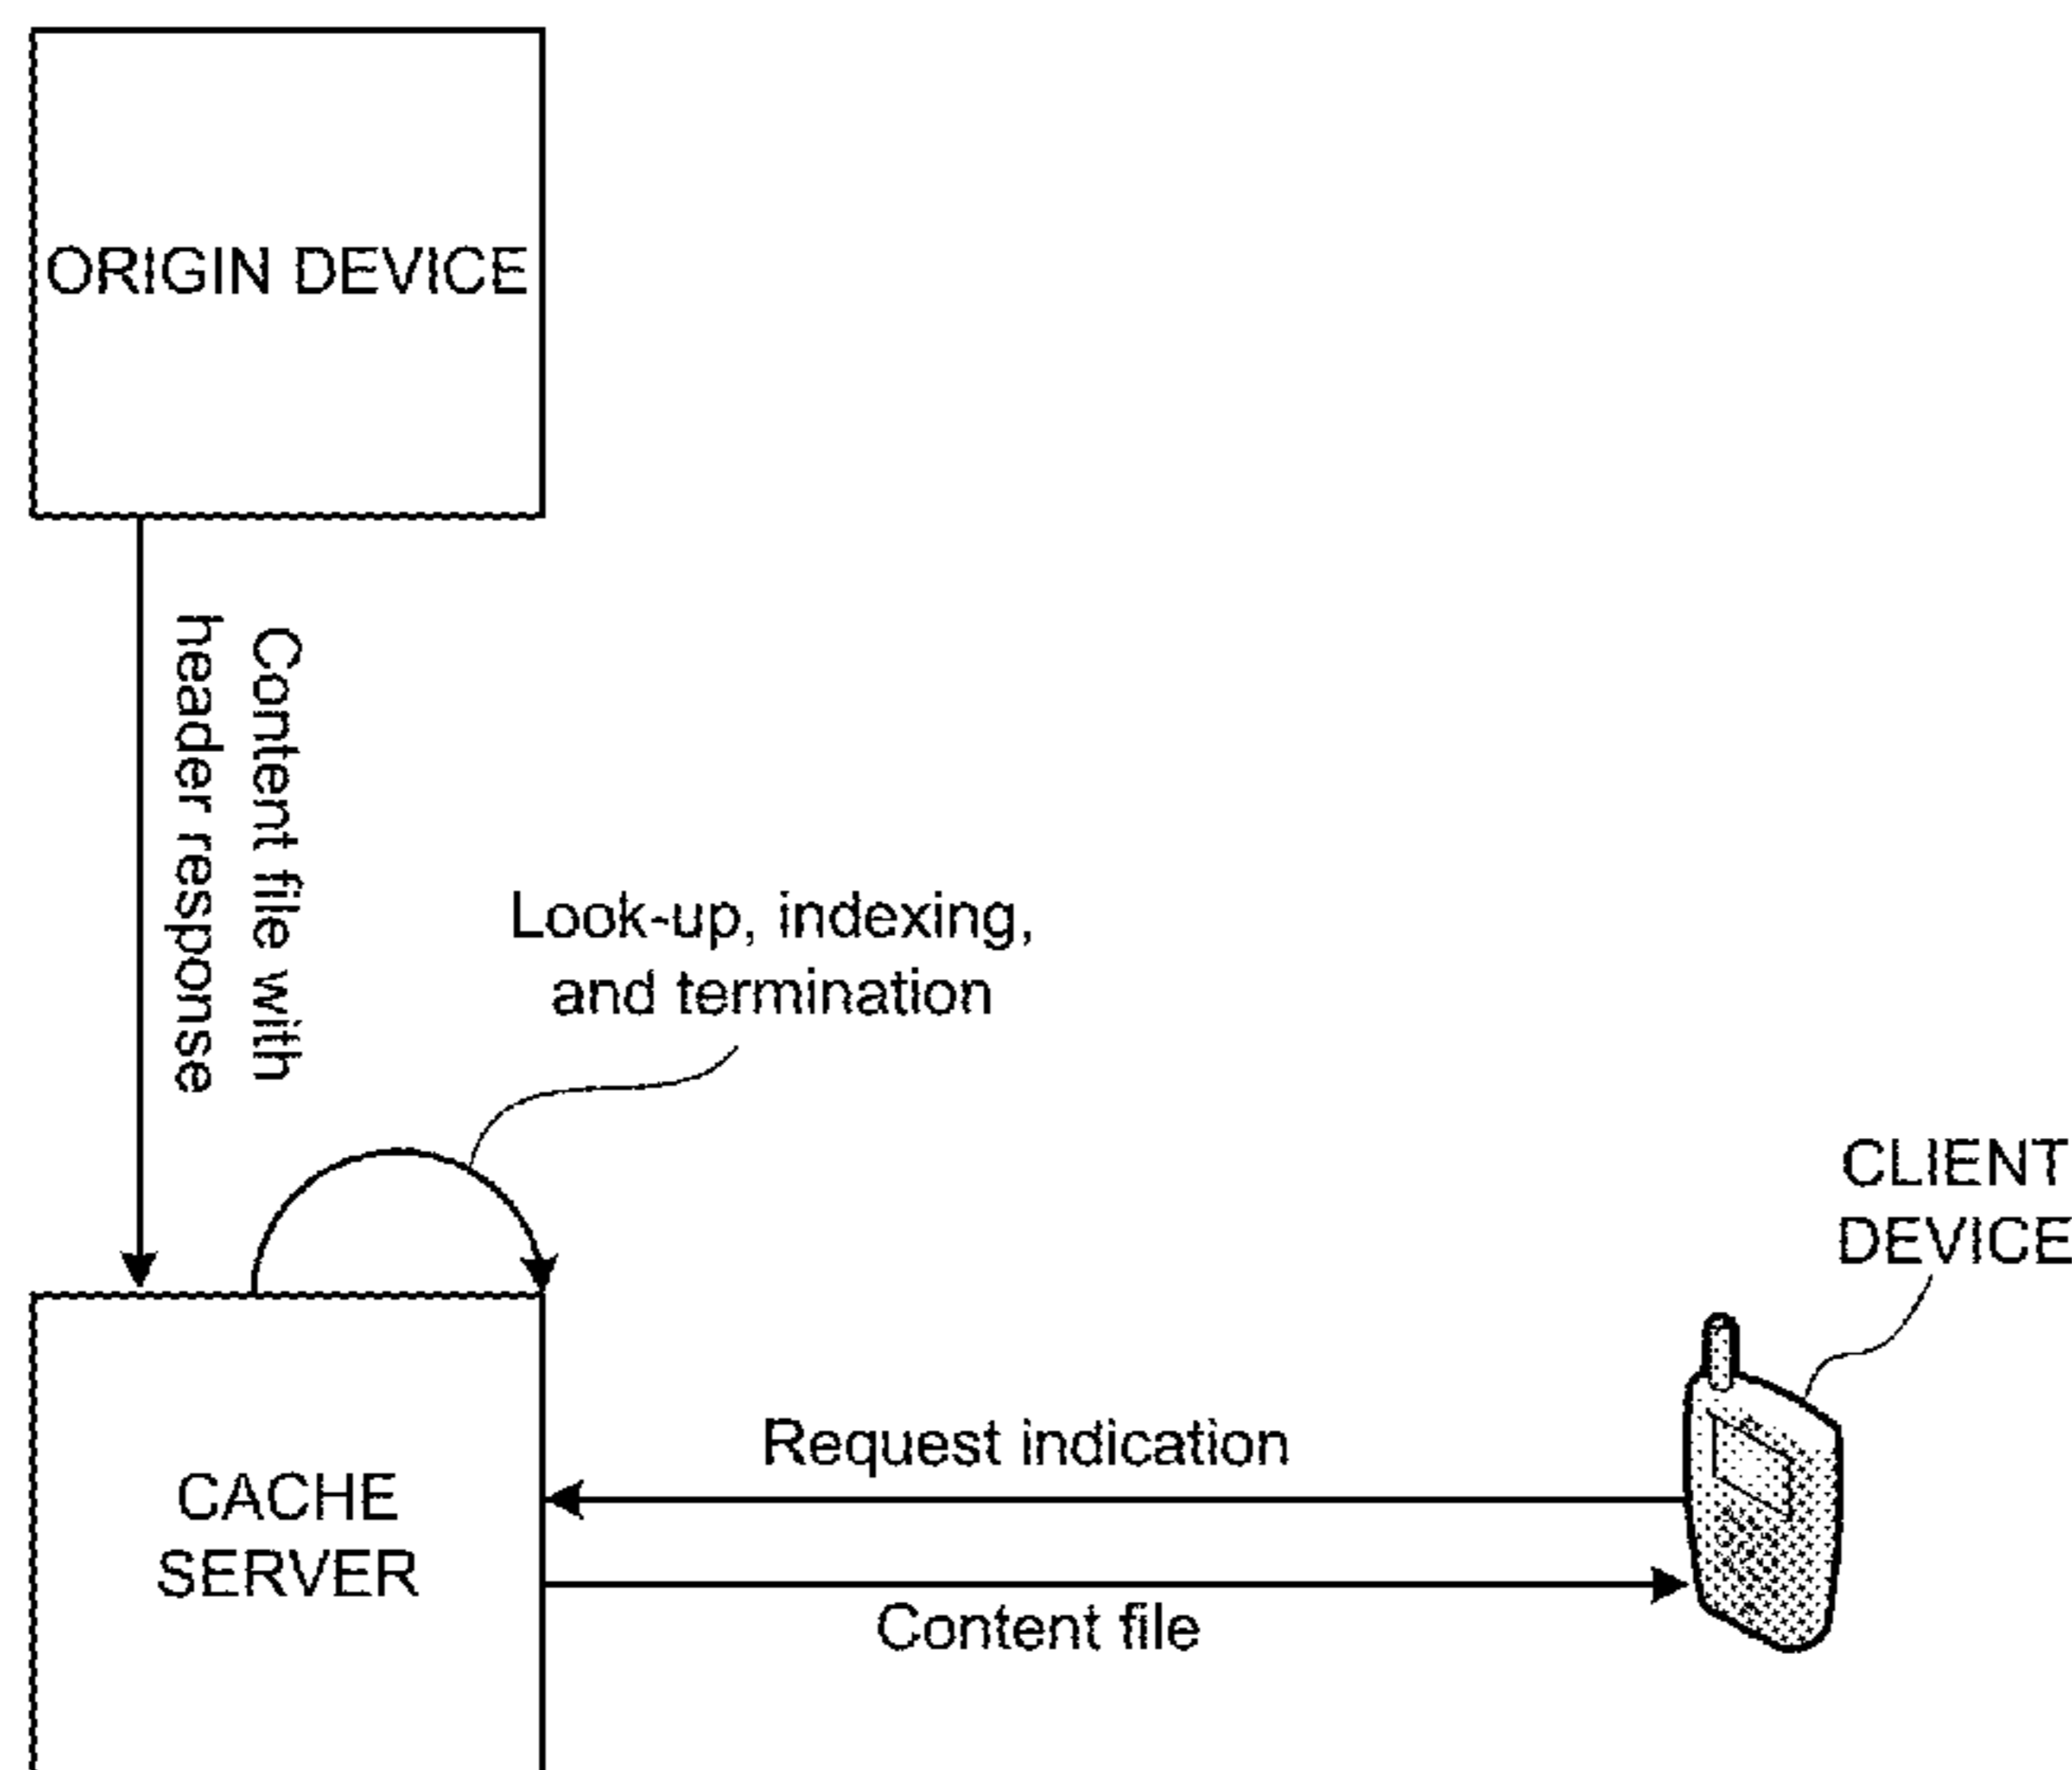 ORIGIN DEVICE
Content file with
header response
Look-up, indexing,
and termination
CLIENT
DEVICE
Request indication
CACHE
SERVER
Content file